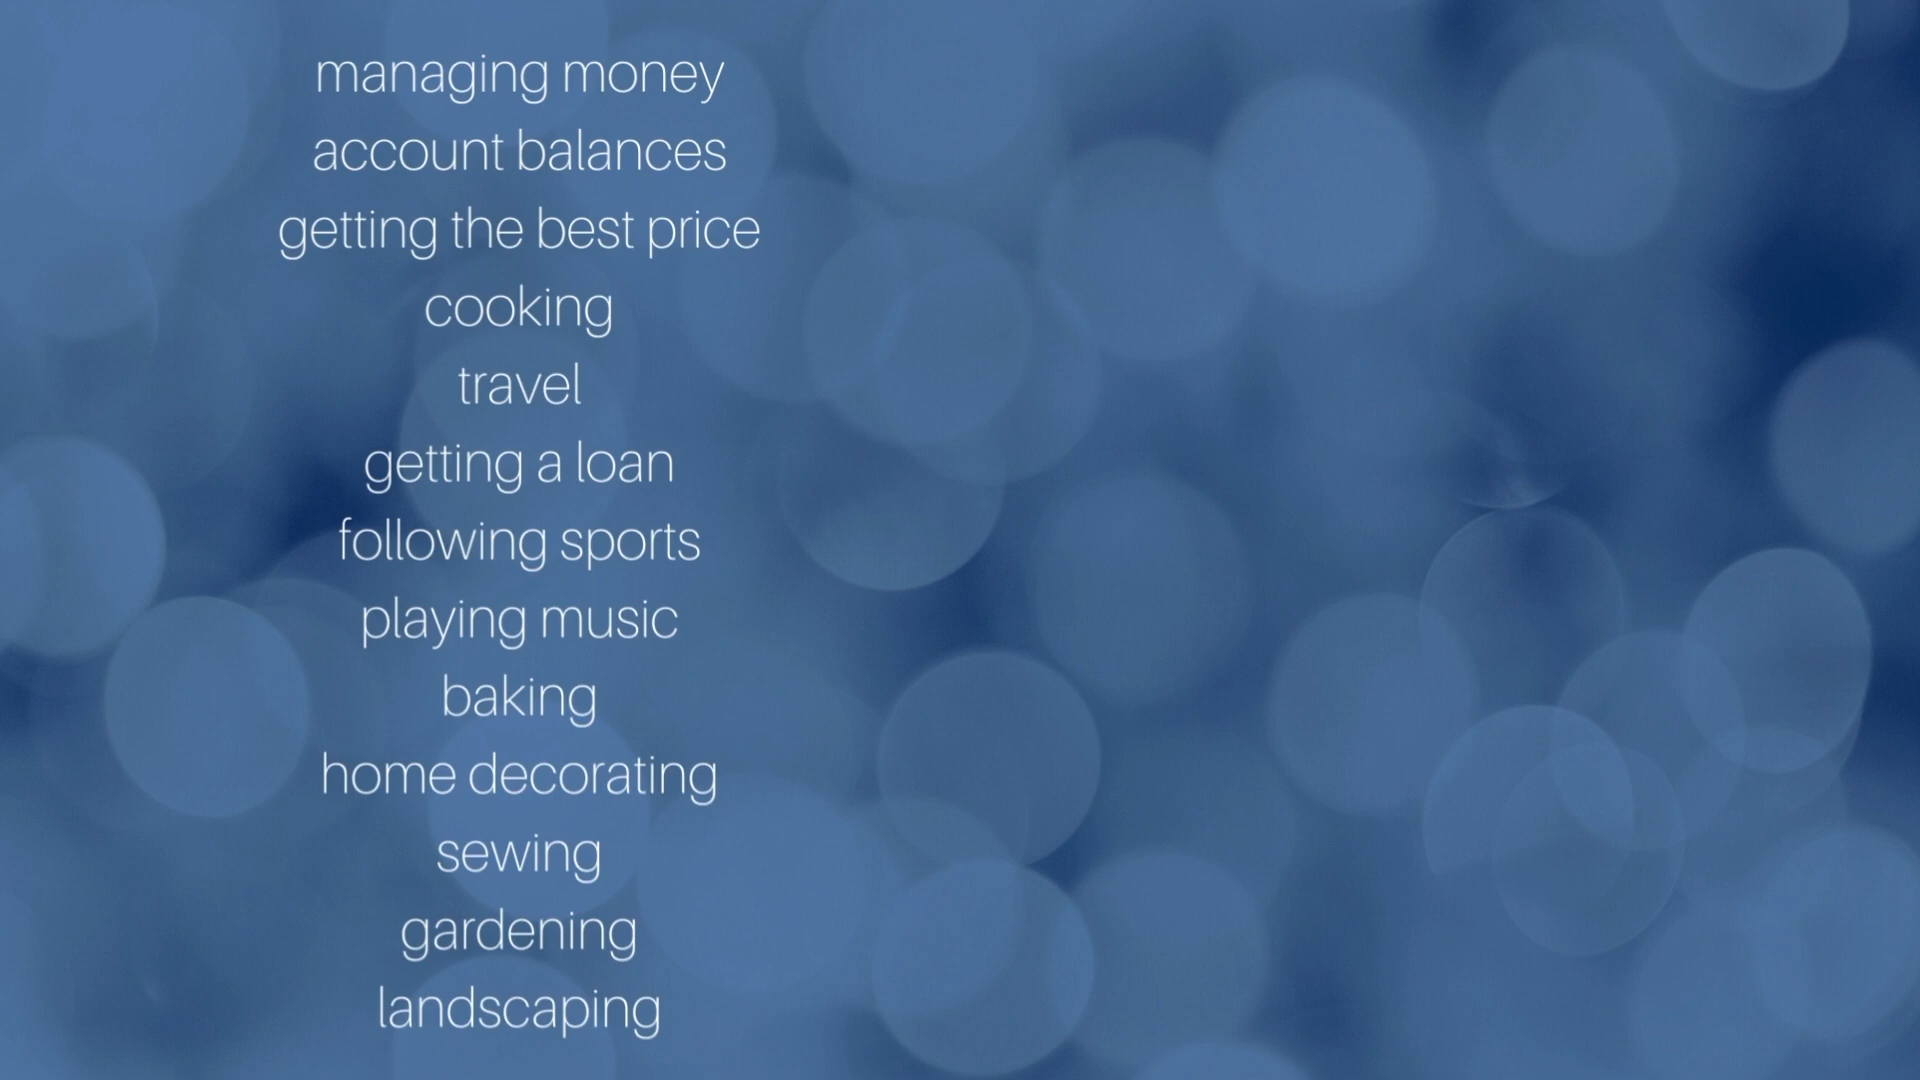 managing money
account balances
getting the best price
cooking
travel
getting a loan
following sports
playing music
baking
home decorating
sewing
gardening
landscaping